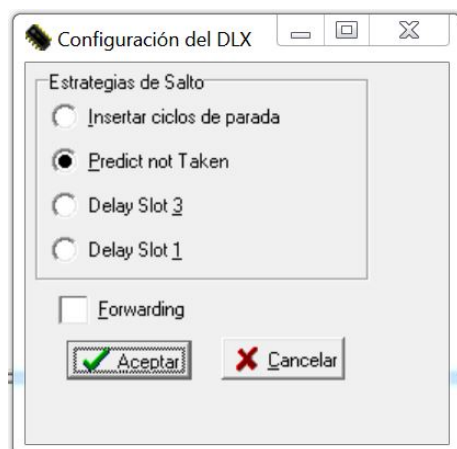 Configuración del DLX
Estrategias de Salto
Insertar ciclos de parada
Predict not Taken
Delay Slot 3
Delay Slot 1
Forwarding
Aceptar Cancelar